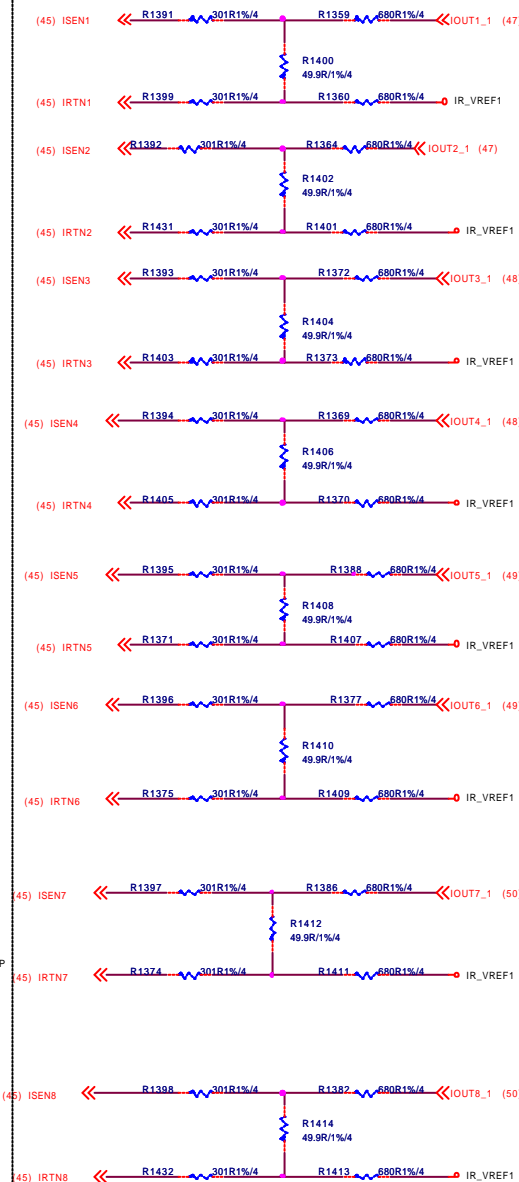 (45) ISEN1 R1391 301R1%/4 R1359 680R1%/4 IOUT1_1 (47
R1400
49.9R/1%/4
(45) IRTN1 R1399 301R1%/4 R1360 680R1%/4 IR_VREF1
(45) ISEN2 R1392 301R1%/4 R1364 680R1%/4 IOUT2_1 (47)
R1402
49.9R/1%/4
(45) IRTN2 R1431 301R1%/4 R1401 680R1%/4 IR_VREF1
(45) ISEN3 R1393 301R1%/4 R1372 680R1%/4 IOUT3_1 (48
R1404
49.9R/1%/4
(45) IRTN3 R1403 301R1%/4 R1373 680R1%/4 IR_VREF1
(45) ISEN4 R1394 301R1%/4 R1369 680R1%/4 IOUT4_1 (48
R1406
49.9R/1%/4
(45) IRTN4 R1405 301R1%/4 R1370 680R1%/4 IR_VREF1
(45) ISEN5 R1395 301R1%/4 R1388 680R1%/4 IOUT5_1 (49
R1408
49.9R/1%/4
(45) IRTN5 R1371 301R1%/4 R1407 680R1%/4 IR_VREF1
(45) ISEN6 R1396 301R1%/4 R1377 680R1%/4 IOUT6_1 (49
R1410
49.9R/1%/4
(45) IRTN6 R1375 301R1%/4 R1409 680R1%/4 IR_VREF1
(45) ISEN7 R1397 301R1%/4 R1386 680R1%/4 IOUT7_1 (50
R1412
49.9R/1%/4
P
(45) IRTN7 R1374 301R1%/4 R1411 680R1%/4 IR_VREF1
(45) ISEN8 R1398 301R1%/4 R1382 680R1%/4 IOUT8_1 (50
R1414
49.9R/1%/4
(45) IRTN8 R1432 301R1%/4 R1413 680R1%/4 IR_VREF1